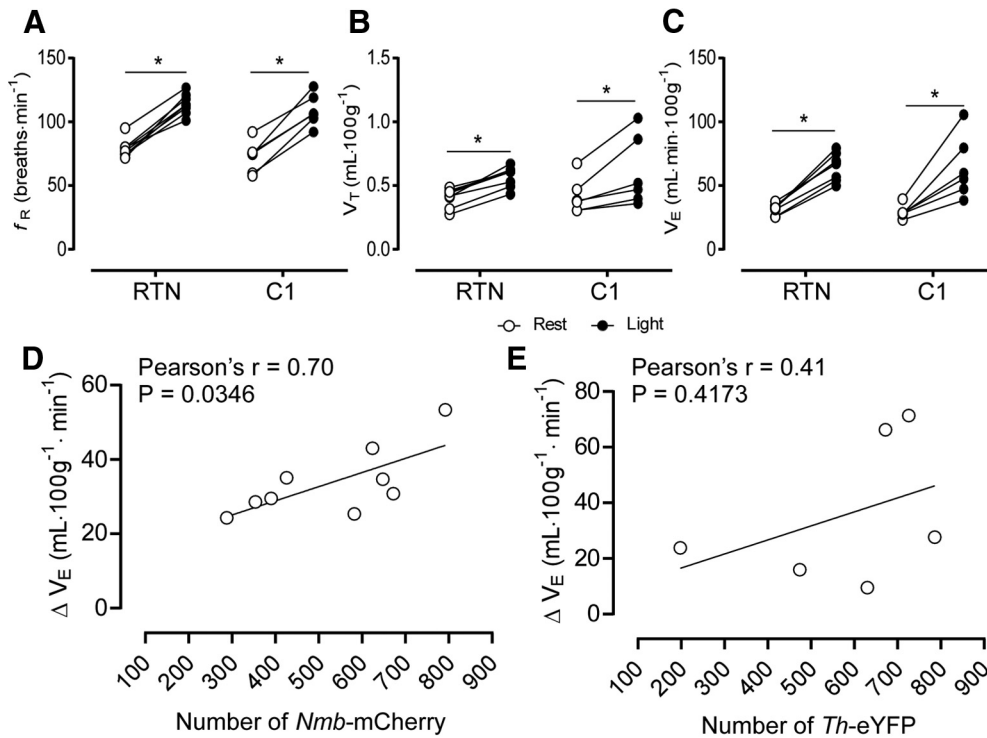 A
B
C
*
*
*
*
*
*
150
100
50
0
fR (breaths·min⁻¹)
RTN
C1
1.5
1.0
0.5
0.0
VT (mL·100g⁻¹)
RTN
C1
150
100
50
0
VE (mL·min·100g⁻¹)
RTN
C1
Rest Light
D
Pearson's r = 0.70
P = 0.0346
60
40
20
0
Δ VE (mL·100g⁻¹· min⁻¹)
100 200 300 400 500 600 700 800 900
Number of Nmb-mCherry
E
Pearson's r = 0.41
P = 0.4173
80
60
40
20
0
Δ VE (mL·100g⁻¹· min⁻¹)
100 200 300 400 500 600 700 800 900
Number of Th-eYFP